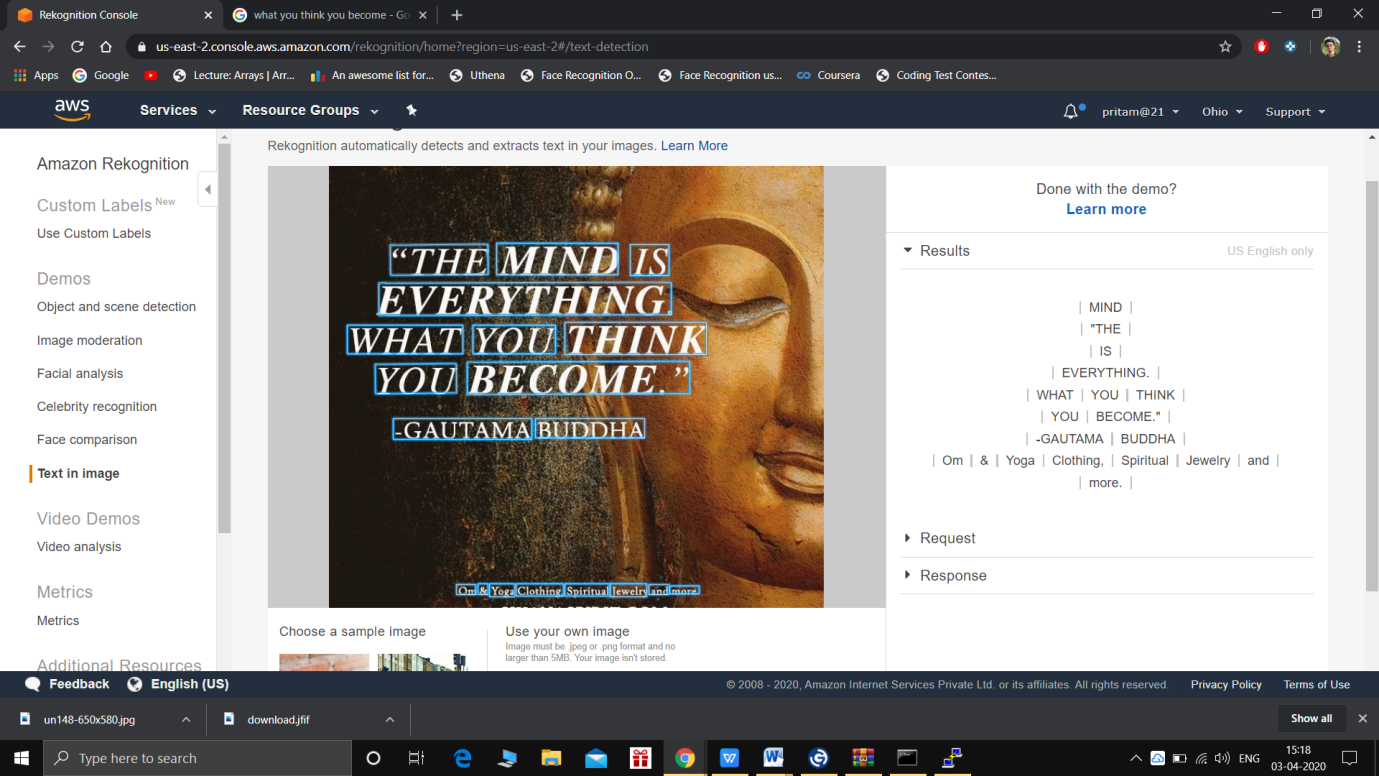 Rekognition Console
what you think you become - Go
us-east-2.console.aws.amazon.com/rekognition/home?region=us-east-2#/text-detection
Apps Google Lecture: Arrays | Arr... An awesome list for... Uthena Face Recognition O... Face Recognition us... Coursera Coding Test Contes...
aws Services Resource Groups pritam@21 Ohio Support
Amazon Rekognition
Custom Labels New
Use Custom Labels
Demos
Object and scene detection
Image moderation
Facial analysis
Celebrity recognition
Face comparison
Text in image
Video Demos
Video analysis
Metrics
Metrics
Additional Resources
Rekognition automatically detects and extracts text in your images. Learn More
“THE MIND IS
EVERYTHING.
WHAT YOU THINK
YOU BECOME.”
-GAUTAMA BUDDHA
Om & Yoga Clothing, Spiritual Jewelry and more.
Choose a sample image
Use your own image
Image must be .jpeg or .png format and no
larger than 5MB. Your image isn't stored.
Done with the demo?
Learn more
Results US English only
| MIND |
| "THE |
| IS |
| EVERYTHING. |
| WHAT | YOU | THINK |
| YOU | BECOME." |
| -GAUTAMA | BUDDHA |
| Om | & | Yoga | Clothing, | Spiritual | Jewelry | and |
| more. |
Request
Response
Feedback English (US) © 2008 - 2020, Amazon Internet Services Private Ltd. or its affiliates. All rights reserved. Privacy Policy Terms of Use
un148-650x580.jpg download.jfif Show all
Type here to search
ENG
15:18
03-04-2020